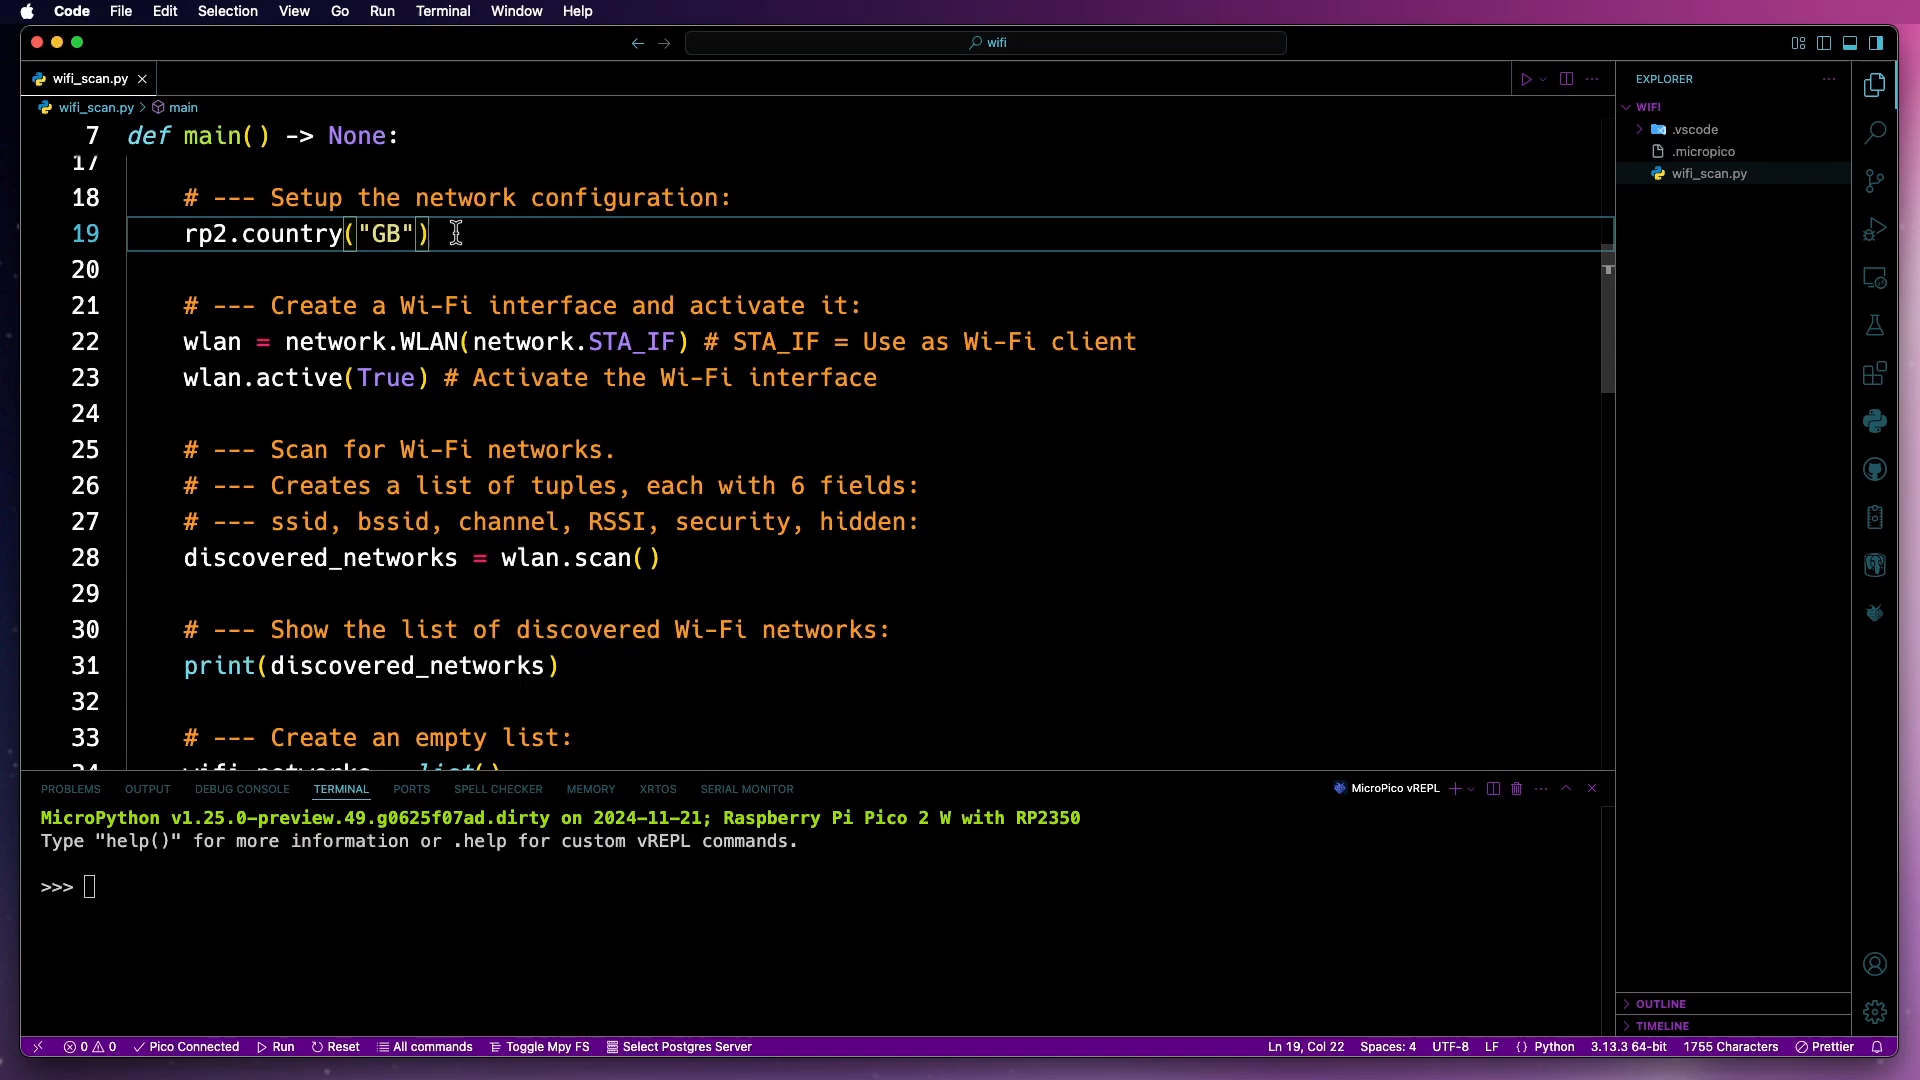 Code File Edit Selection View Go Run Terminal Window Help
wifi
wifi_scan.py
EXPLORER
wifi_scan.py > main
WIFI
.vscode
.micropico
wifi_scan.py
7 def main() -> None:
17
18 # --- Setup the network configuration:
19 rp2.country("GB")
20
21 # --- Create a Wi-Fi interface and activate it:
22 wlan = network.WLAN(network.STA_IF) # STA_IF = Use as Wi-Fi client
23 wlan.active(True) # Activate the Wi-Fi interface
24
25 # --- Scan for Wi-Fi networks.
26 # --- Creates a list of tuples, each with 6 fields:
27 # --- ssid, bssid, channel, RSSI, security, hidden:
28 discovered_networks = wlan.scan()
29
30 # --- Show the list of discovered Wi-Fi networks:
31 print(discovered_networks)
32
33 # --- Create an empty list:
34 wifi_networks = list()
PROBLEMS OUTPUT DEBUG CONSOLE TERMINAL PORTS SPELL CHECKER MEMORY XRTOS SERIAL MONITOR MicroPico vREPL
MicroPython v1.25.0-preview.49.g0625f07ad.dirty on 2024-11-21; Raspberry Pi Pico 2 W with RP2350
Type "help()" for more information or .help for custom vREPL commands.
>>>
OUTLINE
TIMELINE
0 0 Pico Connected Run Reset All commands Toggle Mpy FS Select Postgres Server Ln 19, Col 22 Spaces: 4 UTF-8 LF {} Python 3.13.3 64-bit 1755 Characters Prettier